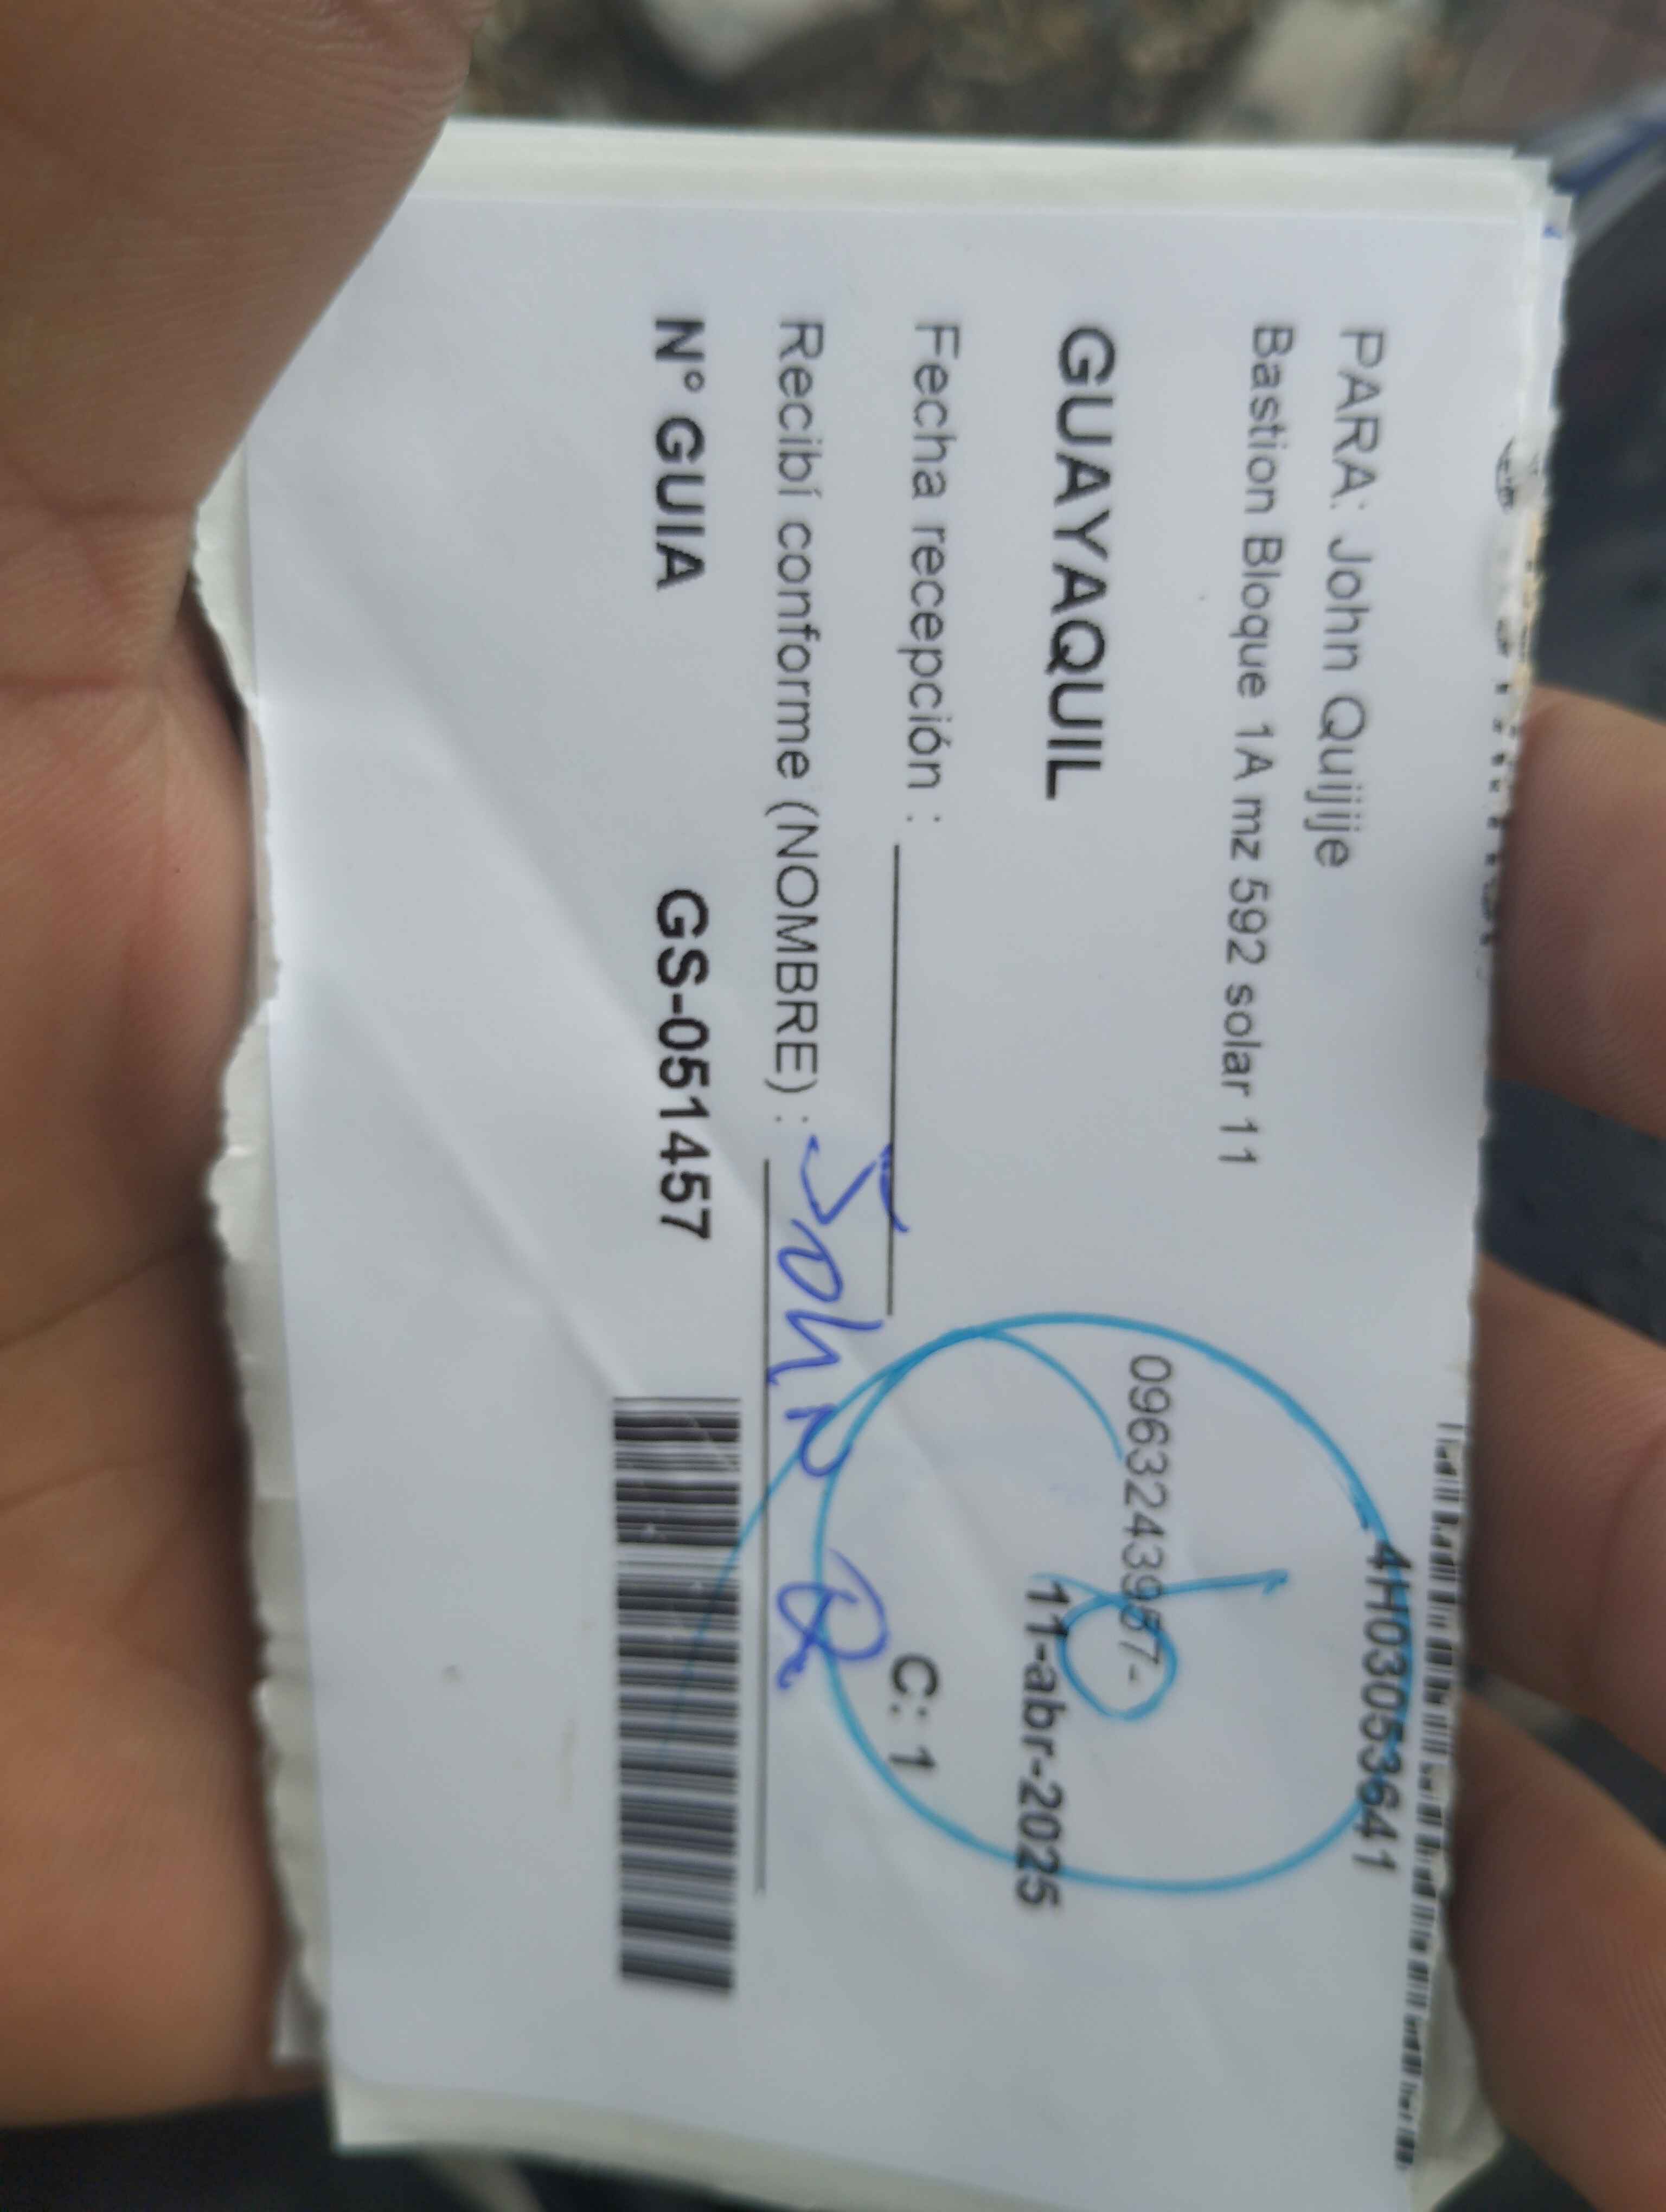 4H03053641
PARA: John Quijije
Bastion Bloque 1A mz 592 solar 11
0963243967-
GUAYAQUIL
11-abr-2025
Fecha recepción :
C: 1
Recibí conforme (NOMBRE) : John Q
N° GUIA GS-051457